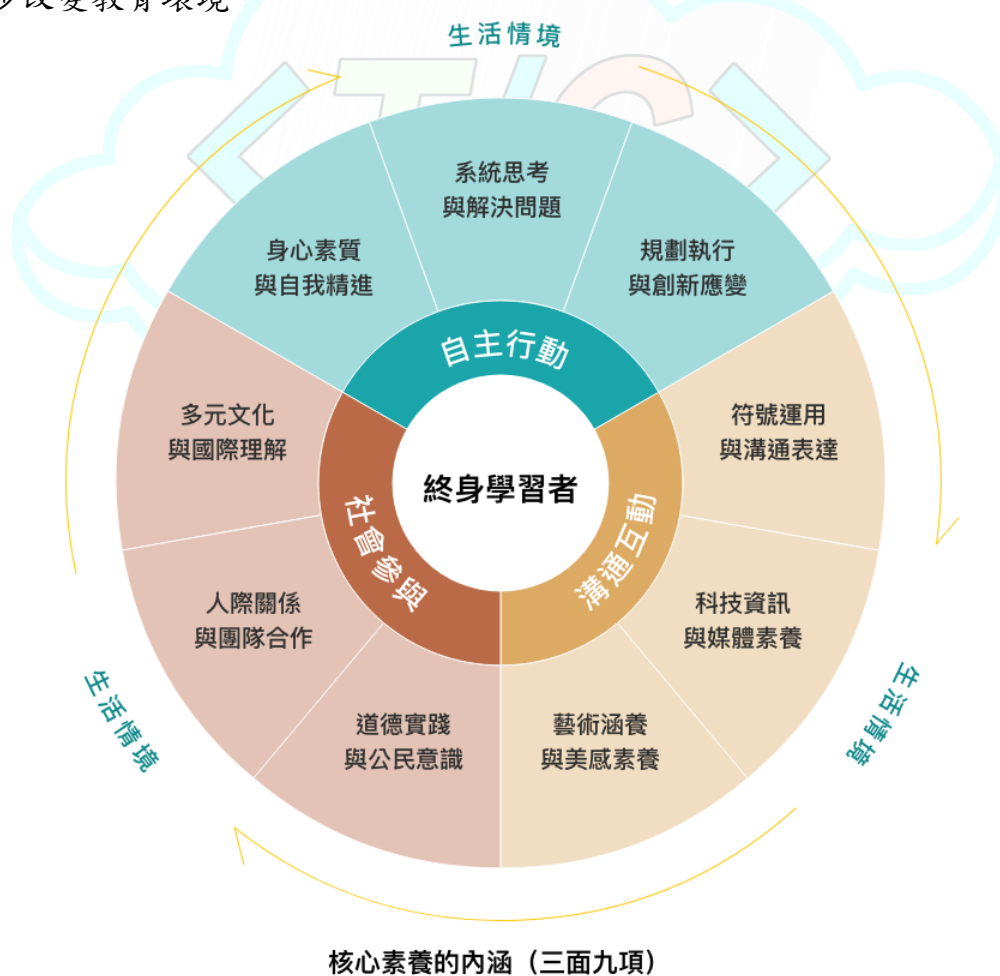 改變教育環境
生活情境
系統思考
與解決問題
規劃執行
與創新應變
符號運用
與溝通表達
科技資訊
與媒體素養
藝術涵養
與美感素養
道德實踐
與公民意識
人際關係
與團隊合作
多元文化
與國際理解
身心素質
與自我精進
自主行動
溝通互動
社會參與
終身學習者
生活情境
生活情境
核心素養的內涵（三面九項）